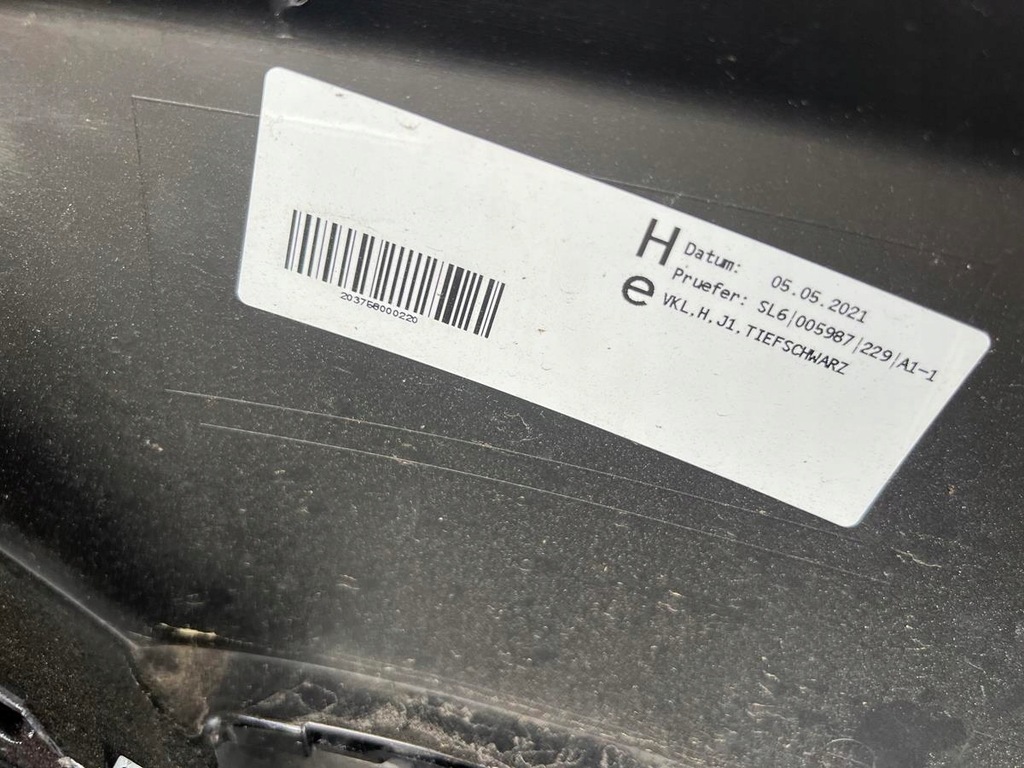 H
e
Datum: 05.05.2021
Pruefer: SL6|005987|229|A1-1
VKL.H.J1.TIEFSCHWARZ
203758000220